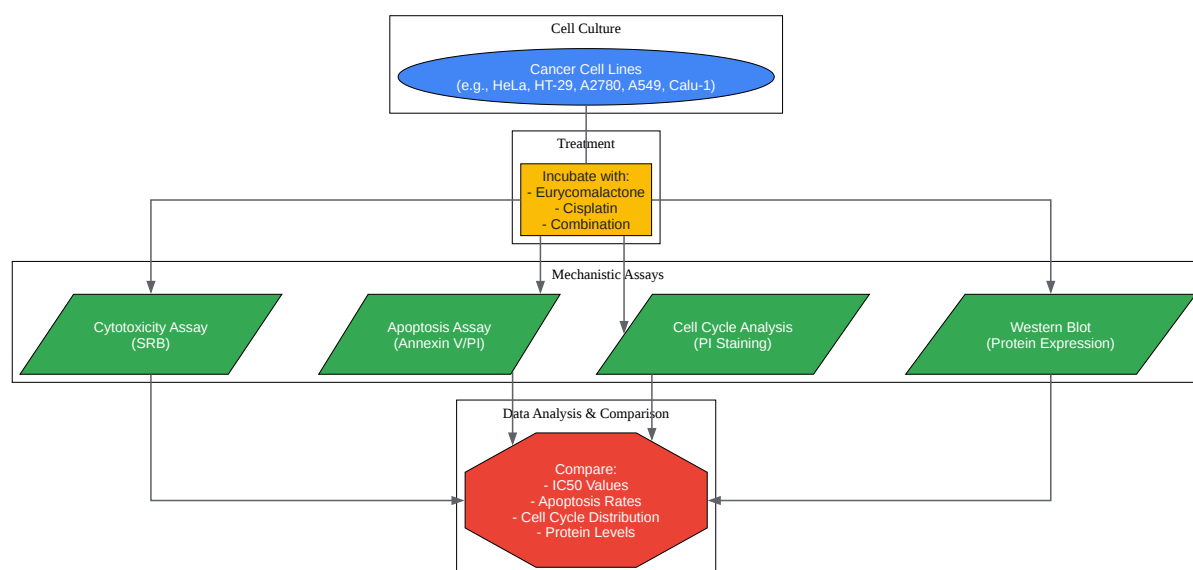 Cell Culture
Cancer Cell Lines
(e.g., HeLa, HT-29, A2780, A549, Calu-1)
Treatment
Incubate with:
- Eurycomalactone
- Cisplatin
- Combination
Mechanistic Assays
Cytotoxicity Assay
(SRB)
Apoptosis Assay
(Annexin V/PI)
Cell Cycle Analysis
(PI Staining)
Western Blot
(Protein Expression)
Data Analysis & Comparison
Compare:
- IC50 Values
- Apoptosis Rates
- Cell Cycle Distribution
- Protein Levels